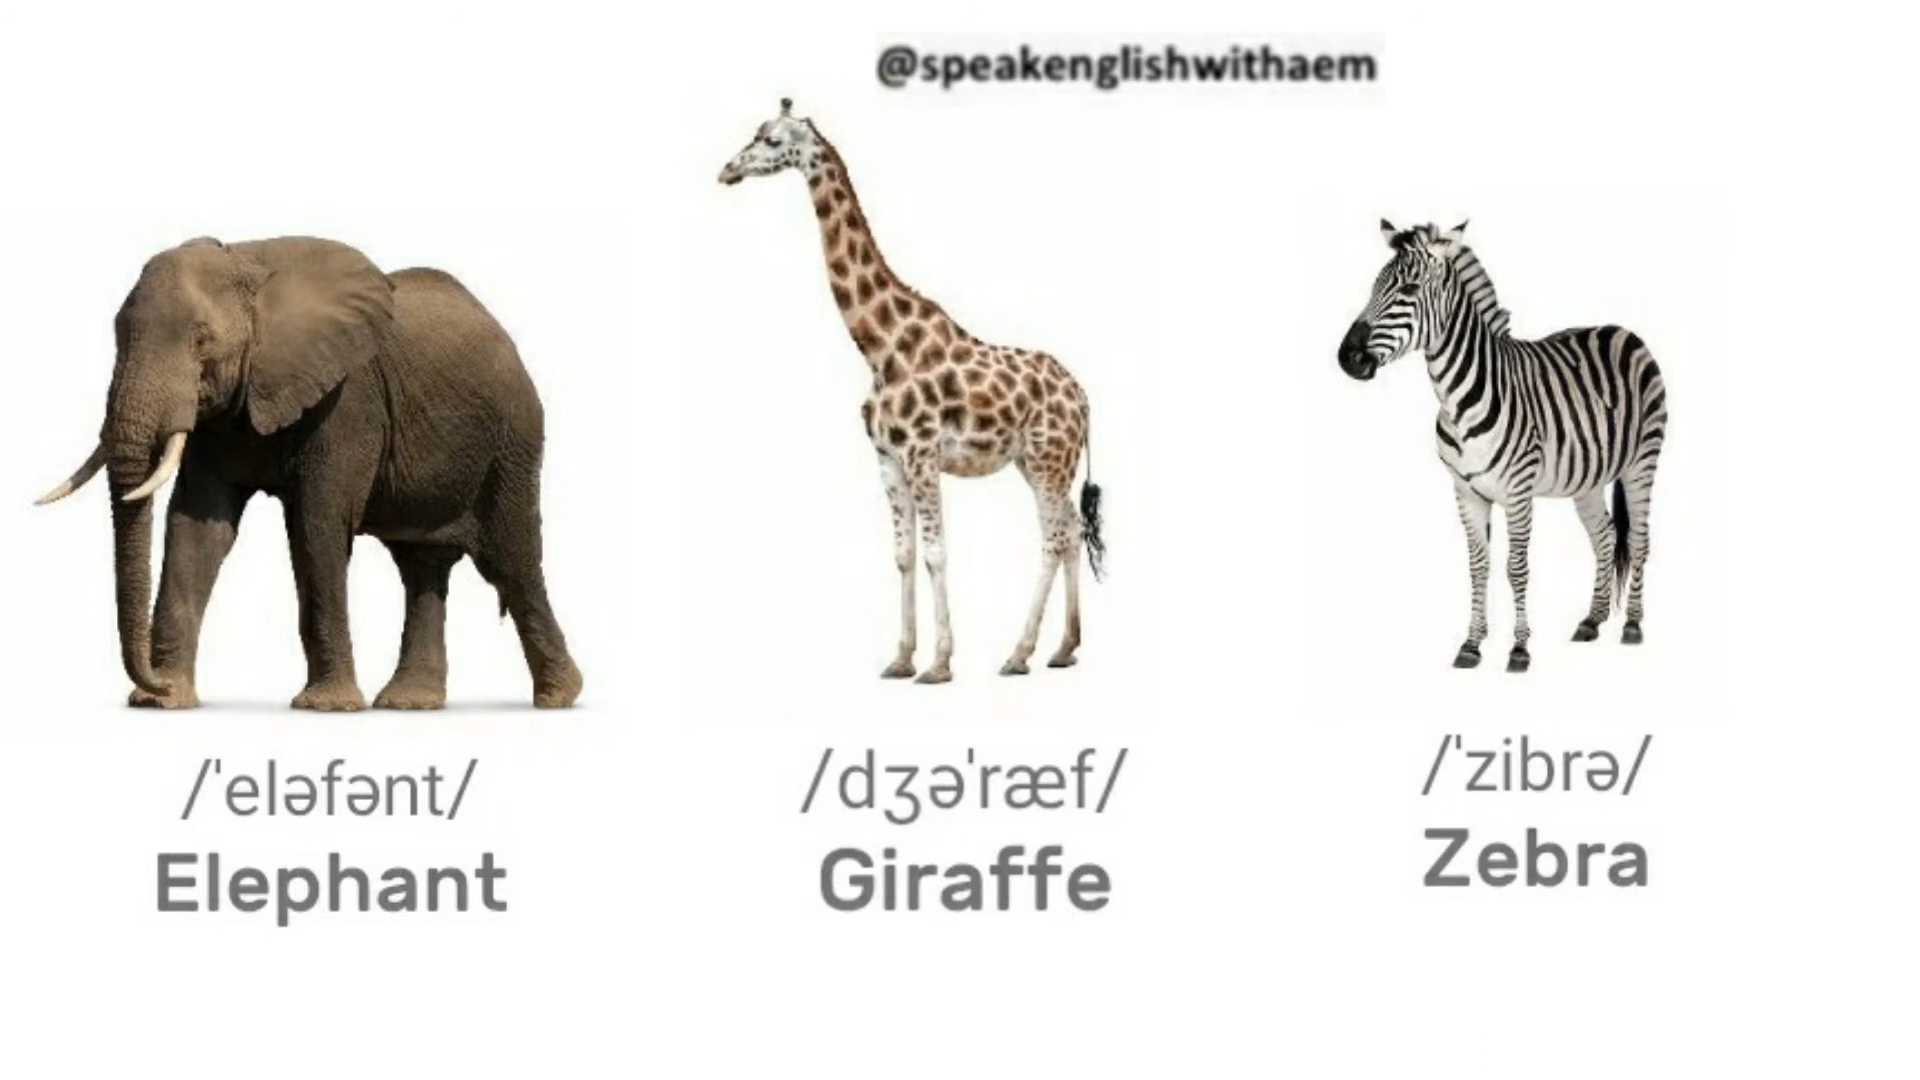 @speakenglishwithaem
/ˈeləfənt/
Elephant
/dʒəˈræf/
Giraffe
/ˈzibrə/
Zebra